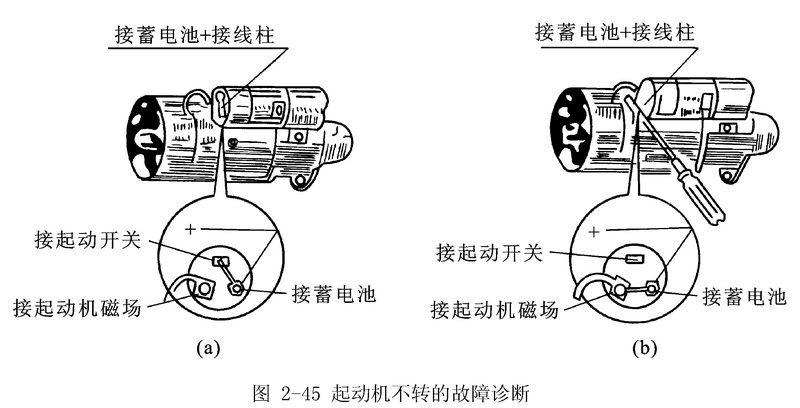 接蓄电池+接线柱
接蓄电池+接线柱
+
接起动开关
接起动机磁场
接蓄电池
+
接起动开关
接起动机磁场
接蓄电池
(a)
(b)
图 2-45 起动机不转的故障诊断